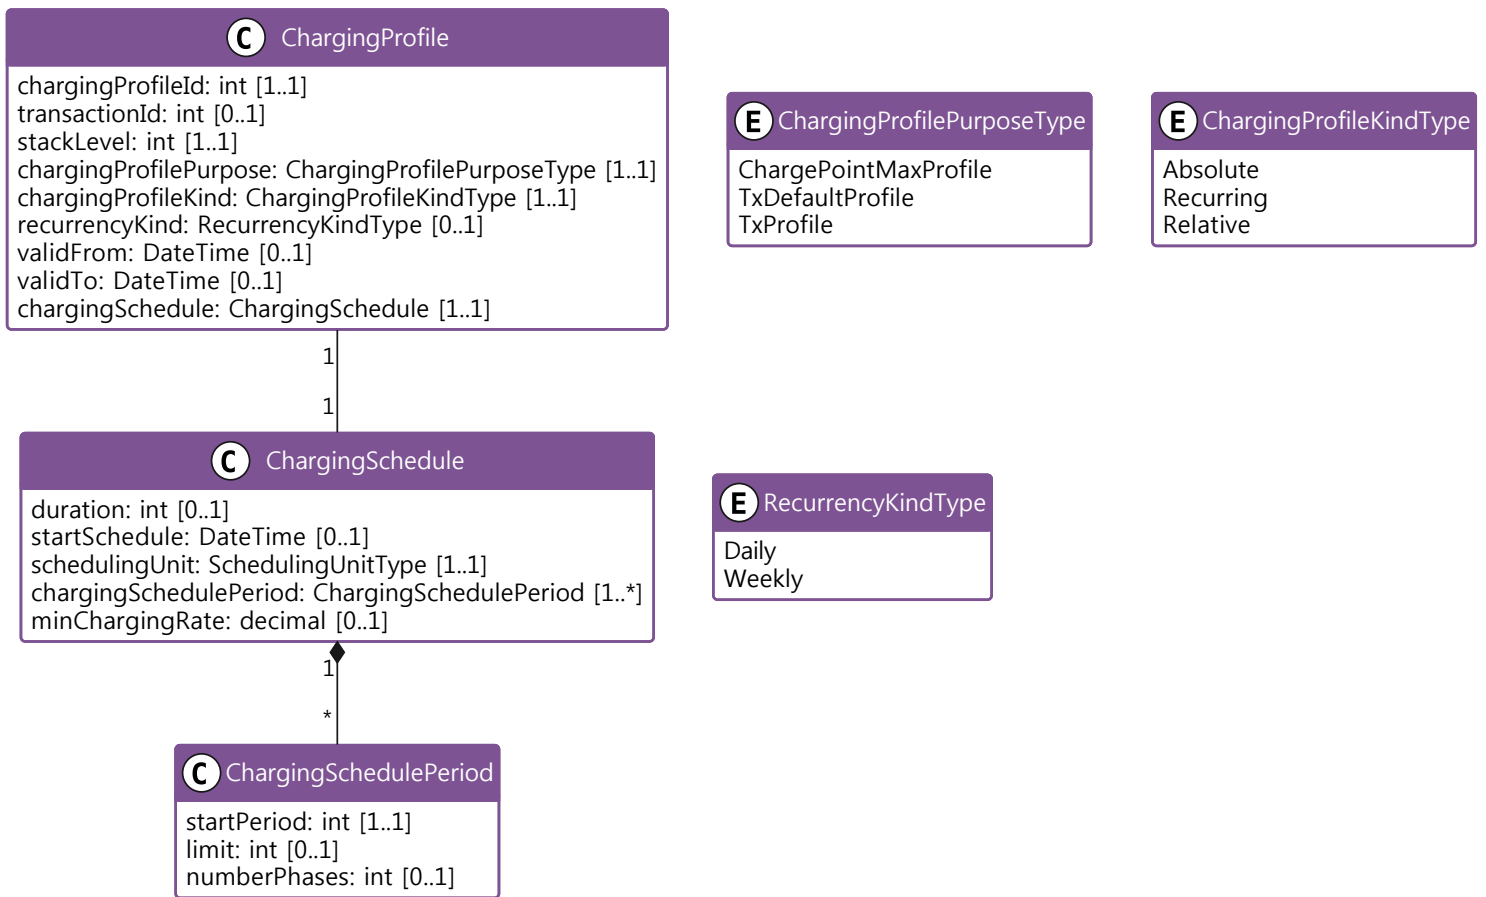 C ChargingProfile
chargingProfileId: int [1..1]
transactionId: int [0..1]
stackLevel: int [1..1]
chargingProfilePurpose: ChargingProfilePurposeType [1..1]
chargingProfileKind: ChargingProfileKindType [1..1]
recurrencyKind: RecurrencyKindType [0..1]
validFrom: DateTime [0..1]
validTo: DateTime [0..1]
chargingSchedule: ChargingSchedule [1..1]
E ChargingProfilePurposeType
ChargePointMaxProfile
TxDefaultProfile
TxProfile
E ChargingProfileKindType
Absolute
Recurring
Relative
1
1
C ChargingSchedule
duration: int [0..1]
startSchedule: DateTime [0..1]
schedulingUnit: SchedulingUnitType [1..1]
chargingSchedulePeriod: ChargingSchedulePeriod [1..*]
minChargingRate: decimal [0..1]
E RecurrencyKindType
Daily
Weekly
1
*
C ChargingSchedulePeriod
startPeriod: int [1..1]
limit: int [0..1]
numberPhases: int [0..1]